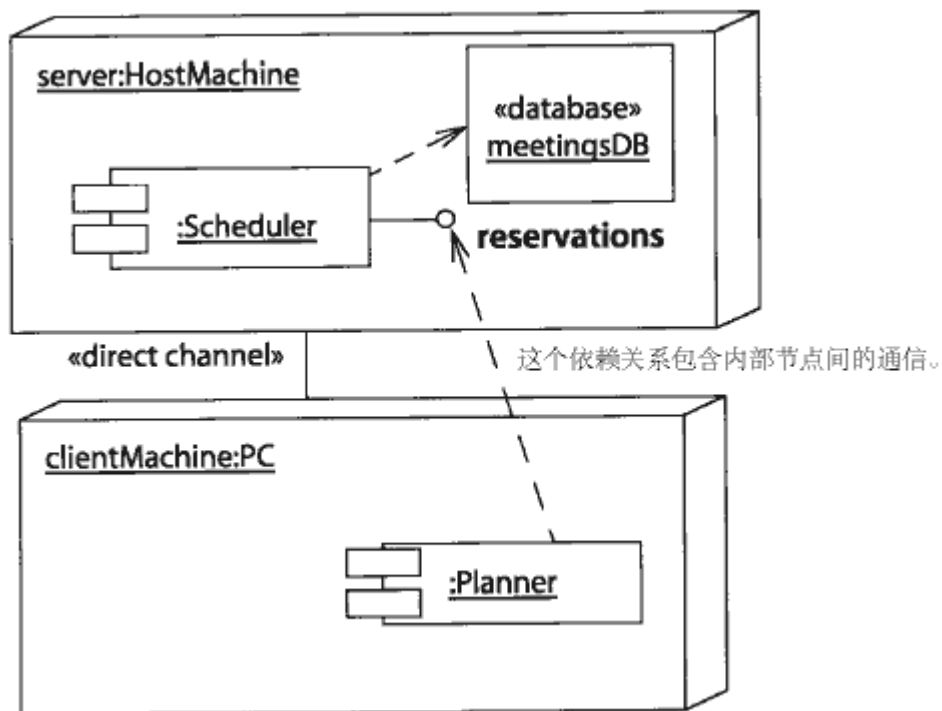 server:HostMachine
«database»
meetingsDB
:Scheduler
reservations
«direct channel»
这个依赖关系包含内部节点间的通信。
clientMachine:PC
:Planner